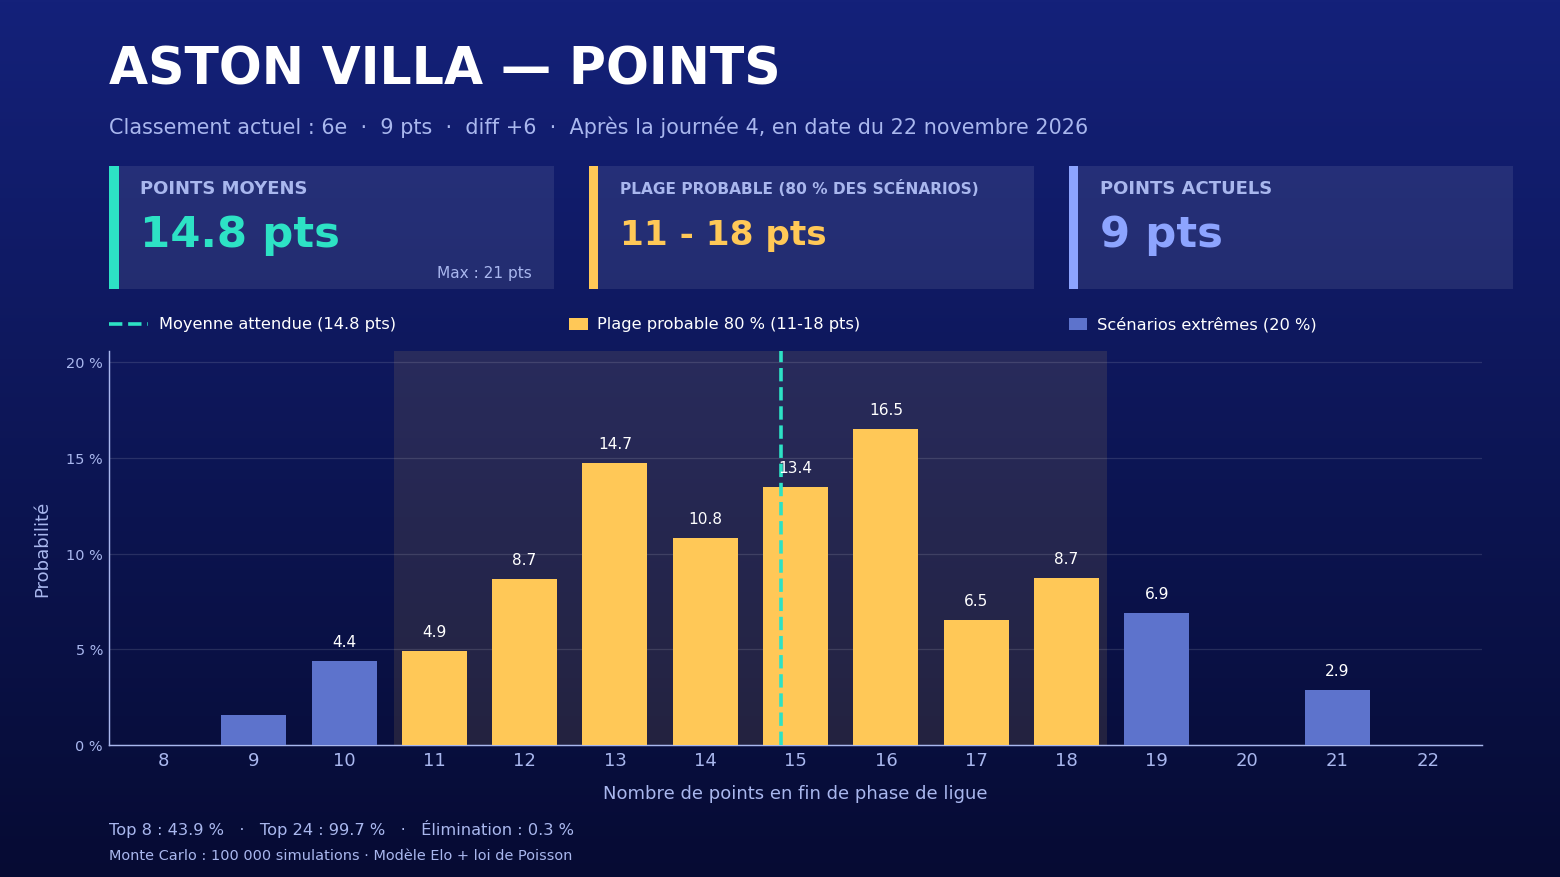 ASTON VILLA — POINTS
Classement actuel : 6e · 9 pts · diff +6 · Après la journée 4, en date du 22 novembre 2026
POINTS MOYENS
14.8 pts
Max : 21 pts
PLAGE PROBABLE (80 % DES SCÉNARIOS)
11 - 18 pts
POINTS ACTUELS
9 pts
Moyenne attendue (14.8 pts)
Plage probable 80 % (11-18 pts)
Scénarios extrêmes (20 %)
Probabilité
20 %
15 %
10 %
5 %
0 %
4.4
4.9
8.7
14.7
10.8
13.4
16.5
6.5
8.7
6.9
2.9
8 9 10 11 12 13 14 15 16 17 18 19 20 21 22
Nombre de points en fin de phase de ligue
Top 8 : 43.9 % · Top 24 : 99.7 % · Élimination : 0.3 %
Monte Carlo : 100 000 simulations · Modèle Elo + loi de Poisson